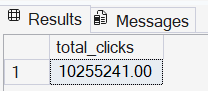 Results Messages
total_clicks
1 10255241.00